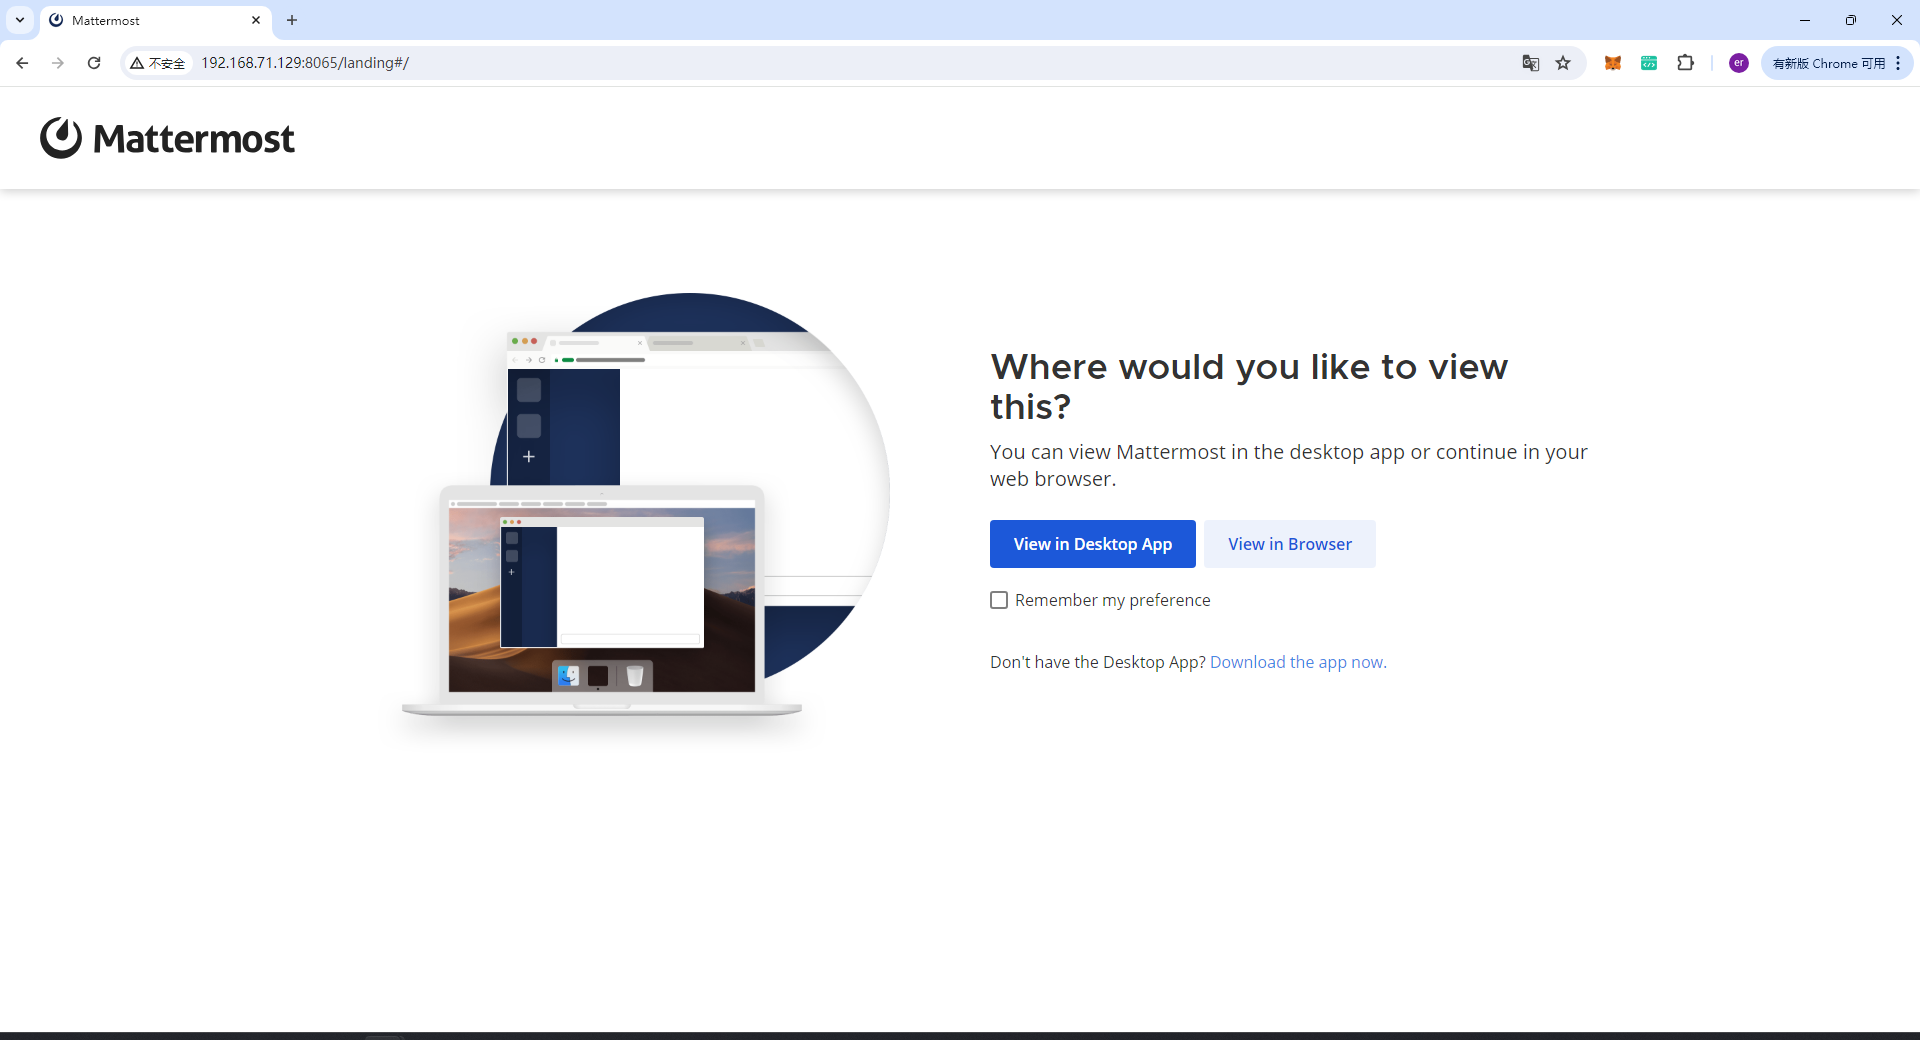 Mattermost
不安全
192.168.71.129:8065/landing#/
er
有新版 Chrome 可用
Mattermost
Where would you like to view
this?
You can view Mattermost in the desktop app or continue in your
web browser.
View in Desktop App
View in Browser
Remember my preference
Don't have the Desktop App? Download the app now.